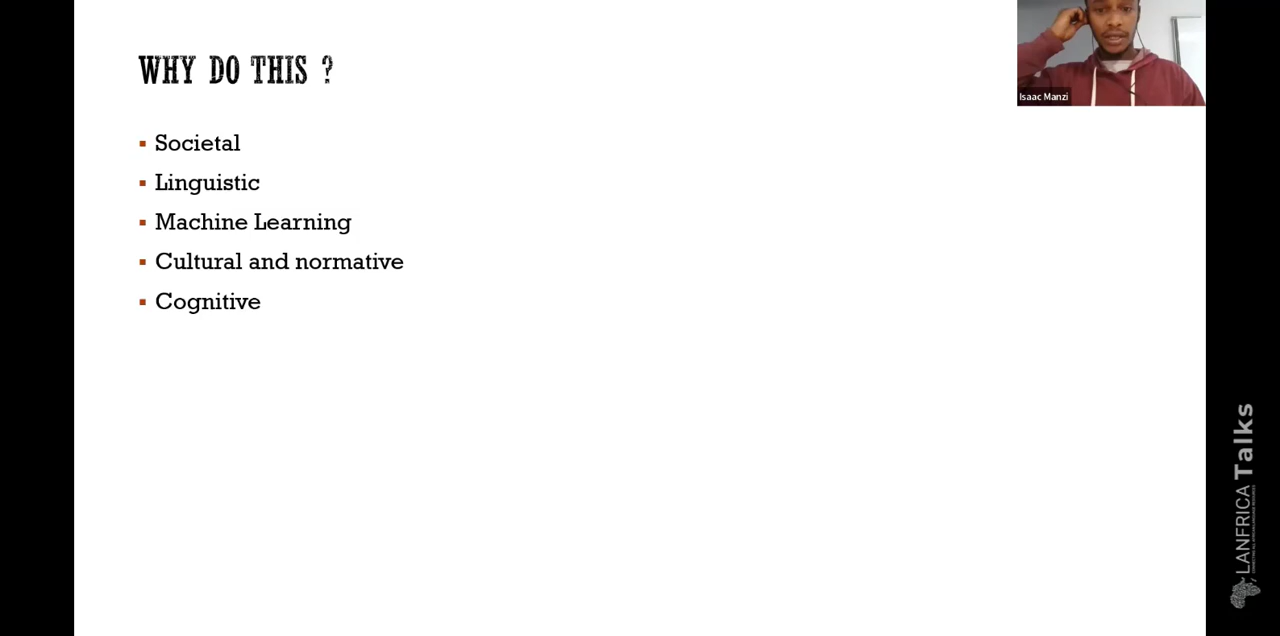 WHY DO THIS ?
Societal
Linguistic
Machine Learning
Cultural and normative
Cognitive
Isaac Manzi
LANFRICA Talks